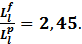 L_l^f / L_l^p = 2,45.